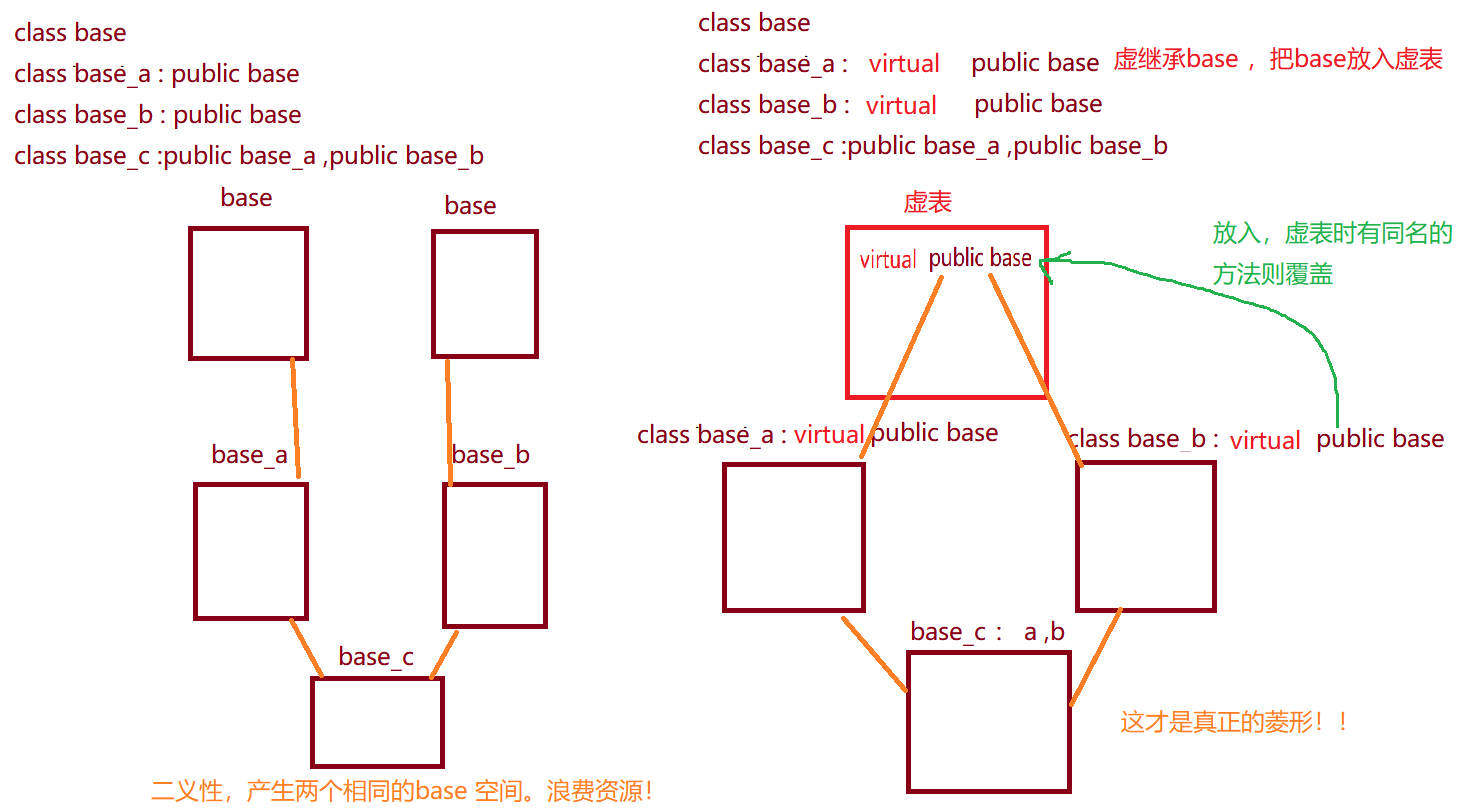 class base
class base_a : public base
class base_b : public base
class base_c :public base_a ,public base_b
base
base
base_a
base_b
base_c
二义性，产生两个相同的base 空间。浪费资源！
class base
class base_a : virtual public base 虚继承base ，把base放入虚表
class base_b : virtual public base
class base_c :public base_a ,public base_b
虚表
virtual public base
放入，虚表时有同名的
方法则覆盖
class base_a : virtual public base
class base_b : virtual public base
base_c : a ,b
这才是真正的菱形！！